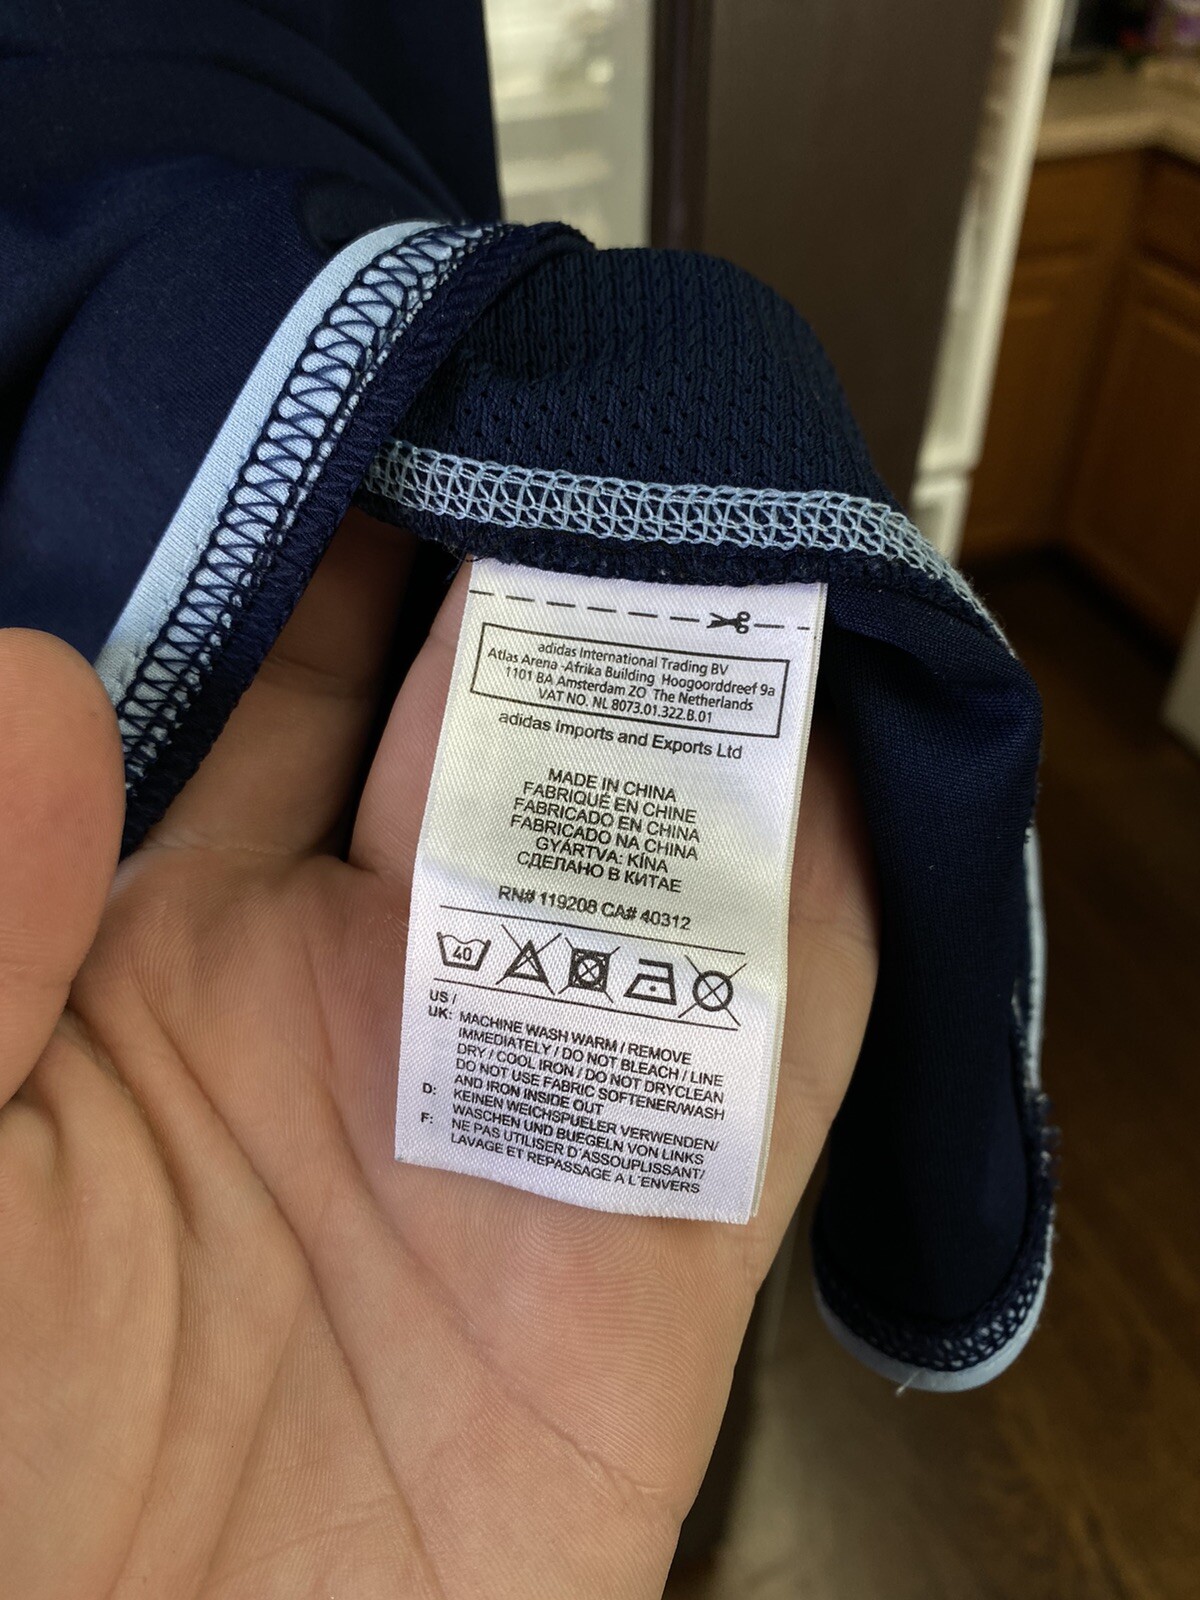 adidas International Trading BV
Atlas Arena -Afrika Building Hoogoorddreef 9a
1101 BA Amsterdam ZO The Netherlands
VAT NO. NL 8073.01.322.B.01
adidas Imports and Exports Ltd
MADE IN CHINA
FABRIQUÉ EN CHINE
FABRICADO EN CHINA
FABRICADO NA CHINA
GYÁRTVA: KÍNA
СДЕЛАНО В КИТАЕ
RN# 119208 CA# 40312
40
US /
UK: MACHINE WASH WARM / REMOVE
IMMEDIATELY / DO NOT BLEACH / LINE
DRY / COOL IRON / DO NOT DRYCLEAN
DO NOT USE FABRIC SOFTENER/WASH
AND IRON INSIDE OUT
D: KEINEN WEICHSPUELER VERWENDEN/
WASCHEN UND BUEGELN VON LINKS
F: NE PAS UTILISER D´ASSOUPLISSANT/
LAVAGE ET REPASSAGE A L´ENVERS